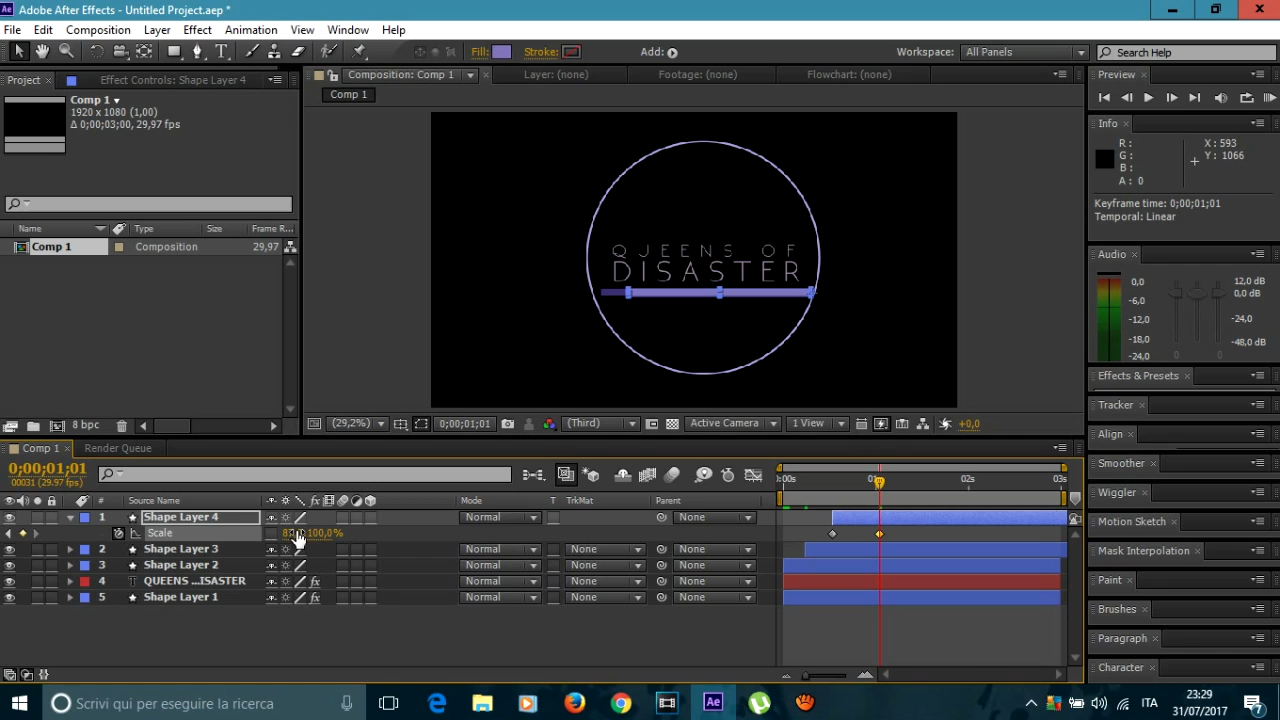 Adobe After Effects - Untitled Project.aep *
File Edit Composition Layer Effect Animation View Window Help
Fill: Stroke: Add: Workspace: All Panels Search Help
Project Effect Controls: Shape Layer 4 Composition: Comp 1 Layer: (none) Footage: (none) Flowchart: (none) Preview
Comp 1
1920 x 1080 (1,00)
Δ 0;00;03;00, 29,97 fps
Comp 1
Info
R :
G :
B :
A : 0
X : 593
Y : 1066
Keyframe time: 0;00;01;01
Temporal: Linear
Name Type Size Frame R...
Comp 1 Composition 29,97
QJEENS OF
DISASTER
Audio
0,0
-6,0
-12,0
-18,0
-24,0
12,0 dB
0,0 dB
-24,0
-48,0 dB
Effects & Presets
Tracker
Align
Smoother
Wiggler
Motion Sketch
Mask Interpolation
Paint
Brushes
Paragraph
Character
8 bpc (29,2%) 0;00;01;01 (Third) Active Camera 1 View +0,0
Comp 1 Render Queue
0;00;01;01
00031 (29.97 fps)
:00s 02s 03s
# Source Name Mode T TrkMat Parent
1 Shape Layer 4 Normal None
Scale 100,0%
2 Shape Layer 3 Normal None None
3 Shape Layer 2 Normal None None
4 QUEENS ...ISASTER Normal None None
5 Shape Layer 1 Normal None None
Scrivi qui per eseguire la ricerca
ITA
23:29
31/07/2017